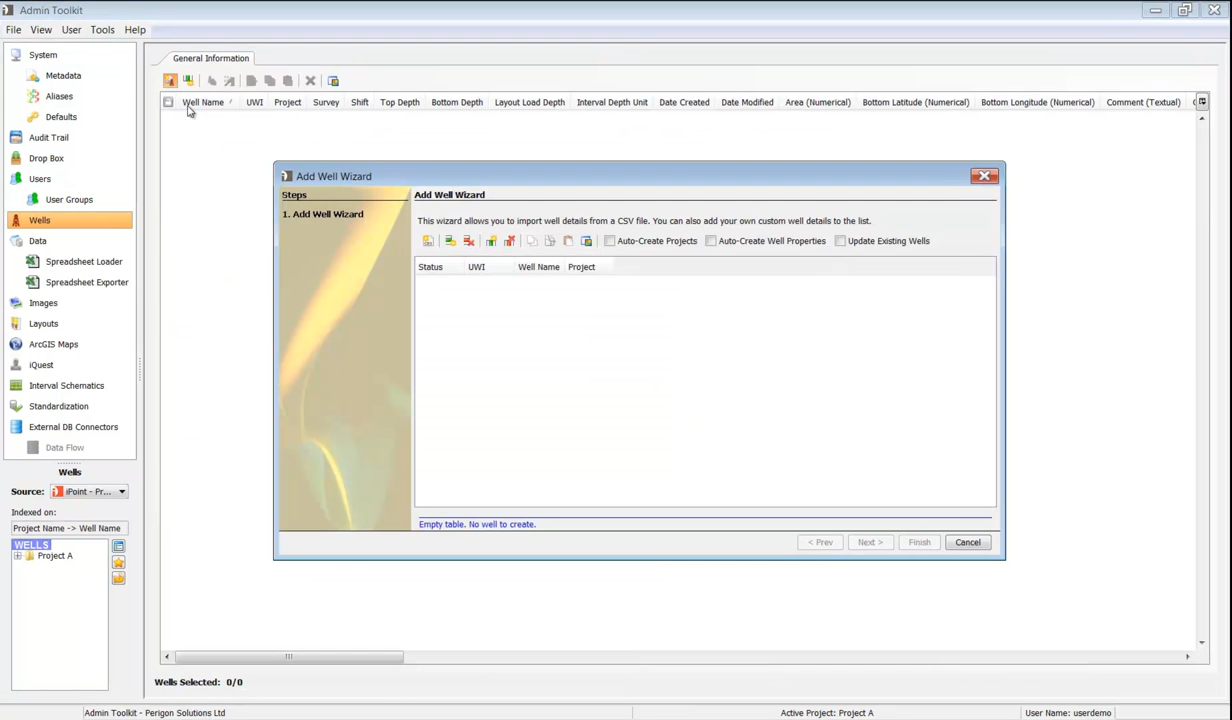 Admin Toolkit
File View User Tools Help
System
Metadata
Aliases
Defaults
Audit Trail
Drop Box
Users
User Groups
Wells
Data
Spreadsheet Loader
Spreadsheet Exporter
Images
Layouts
ArcGIS Maps
iQuest
Interval Schematics
Standardization
External DB Connectors
Data Flow
Wells
Source: iPoint - Pr...
Indexed on:
Project Name -> Well Name
WELLS
Project A
General Information
Well Name UWI Project Survey Shift Top Depth Bottom Depth Layout Load Depth Interval Depth Unit Date Created Date Modified Area (Numerical) Bottom Latitude (Numerical) Bottom Longitude (Numerical) Comment (Textual)
Add Well Wizard
Steps
1. Add Well Wizard
Add Well Wizard
This wizard allows you to import well details from a CSV file. You can also add your own custom well details to the list.
Auto-Create Projects Auto-Create Well Properties Update Existing Wells
Status UWI Well Name Project
Empty table. No well to create.
< Prev Next > Finish Cancel
Wells Selected: 0/0
Admin Toolkit - Perigon Solutions Ltd Active Project: Project A User Name: userdemo